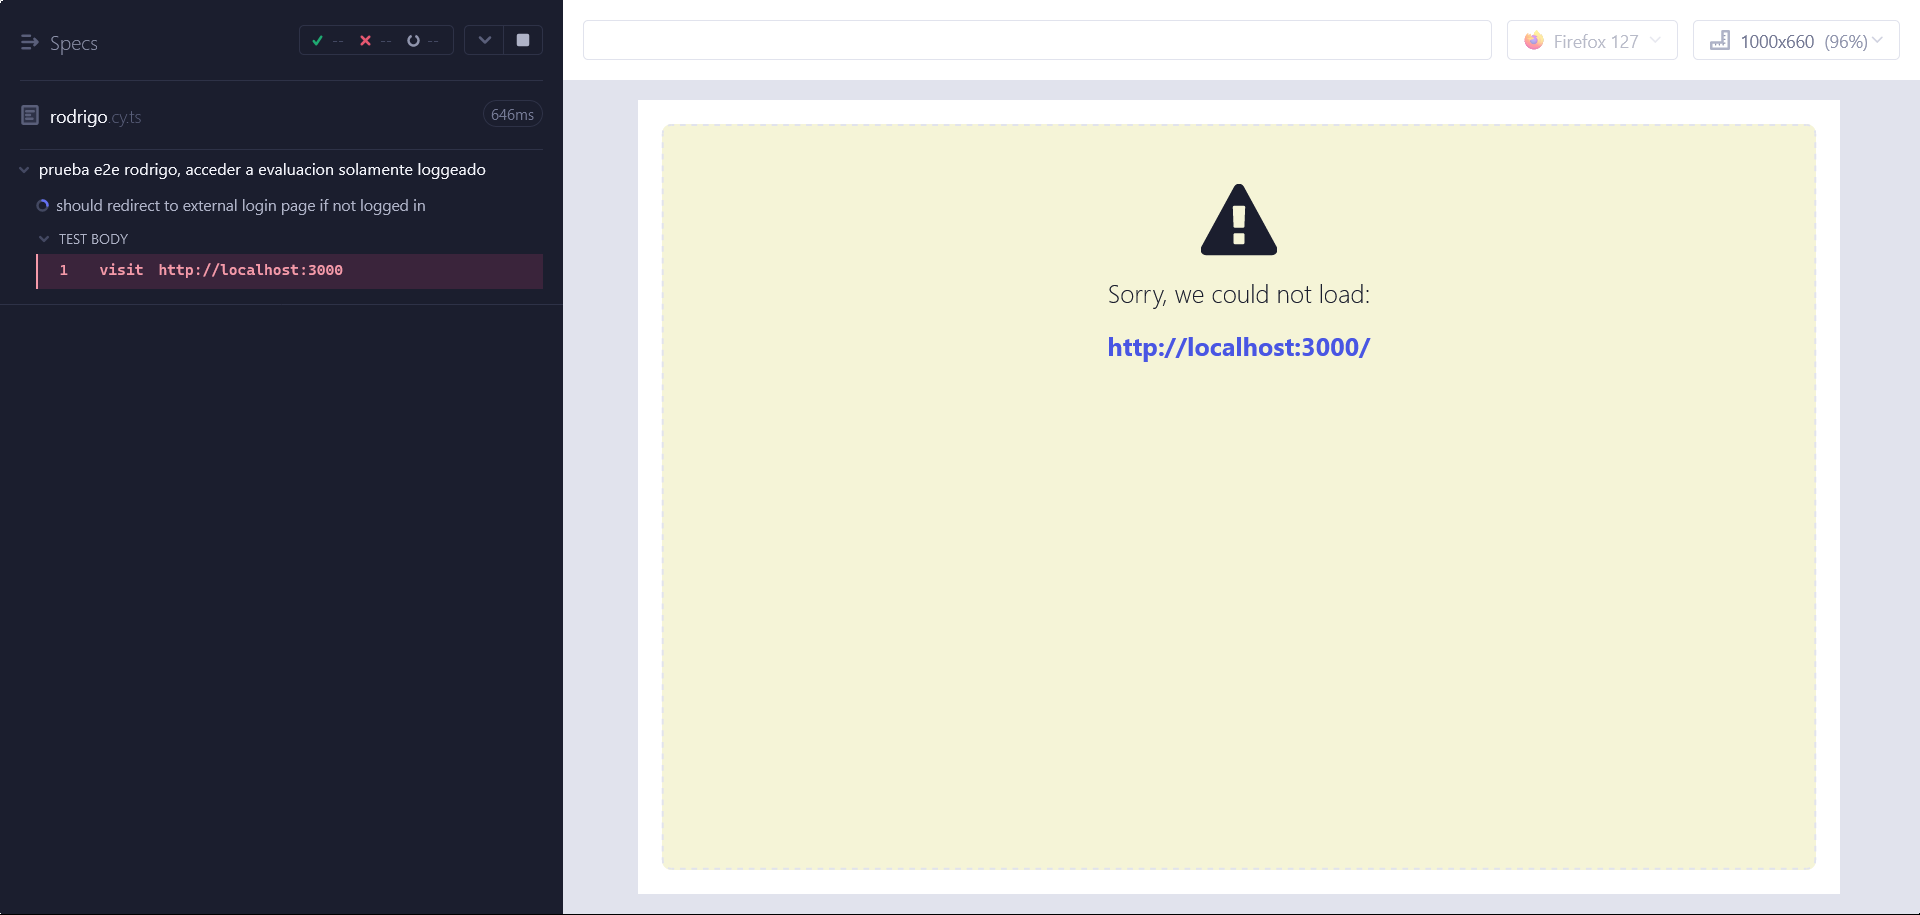 Specs
-- -- --
rodrigo.cy.ts
646ms
prueba e2e rodrigo, acceder a evaluacion solamente loggeado
should redirect to external login page if not logged in
TEST BODY
1 visit http://localhost:3000
Firefox 127
1000x660 (96%)
Sorry, we could not load:
http://localhost:3000/